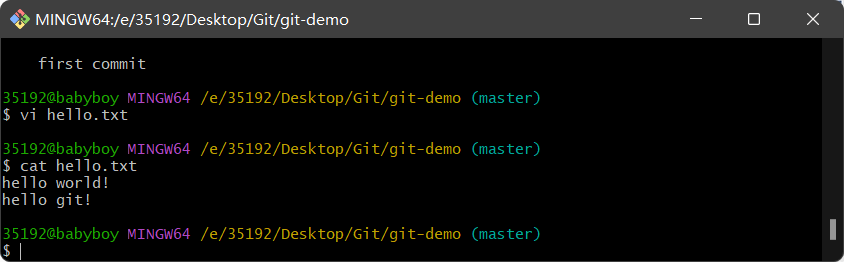 MINGW64:/e/35192/Desktop/Git/git-demo
first commit
35192@babyboy MINGW64 /e/35192/Desktop/Git/git-demo (master)
$ vi hello.txt
35192@babyboy MINGW64 /e/35192/Desktop/Git/git-demo (master)
$ cat hello.txt
hello world!
hello git!
35192@babyboy MINGW64 /e/35192/Desktop/Git/git-demo (master)
$